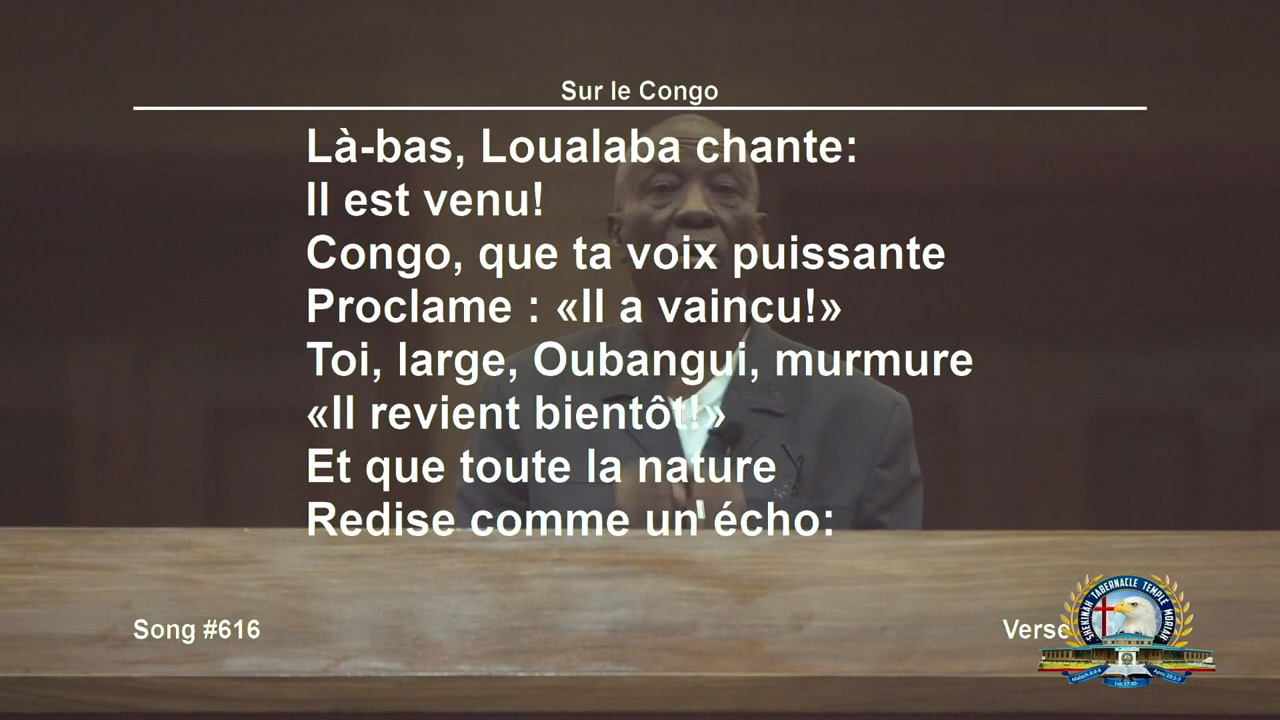 Sur le Congo
Là-bas, Loualaba chante:
Il est venu!
Congo, que ta voix puissante
Proclame : «Il a vaincu!»
Toi, large, Oubangui, murmure
«Il revient bientôt!»
Et que toute la nature
Redise comme un écho:
Song #616
Verse
SHEKINAH TABERNACLE TEMPLE MORIAH